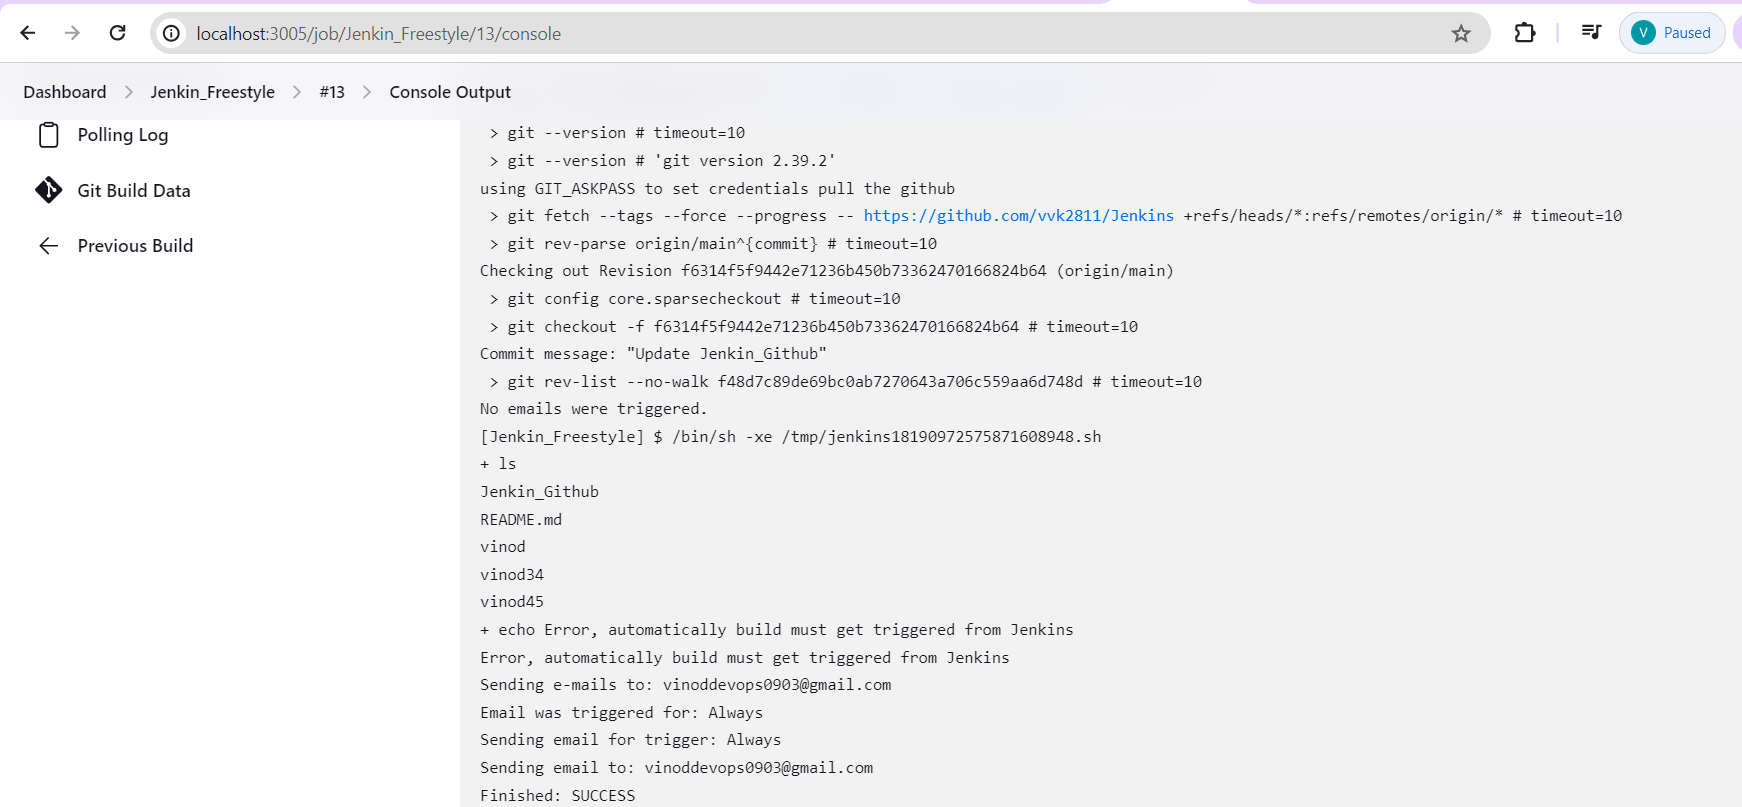 localhost:3005/job/Jenkin_Freestyle/13/console
V Paused
Dashboard > Jenkin_Freestyle > #13 > Console Output
Polling Log
Git Build Data
Previous Build
> git --version # timeout=10
> git --version # 'git version 2.39.2'
using GIT_ASKPASS to set credentials pull the github
> git fetch --tags --force --progress -- https://github.com/vvk2811/Jenkins +refs/heads/*:refs/remotes/origin/* # timeout=10
> git rev-parse origin/main^{commit} # timeout=10
Checking out Revision f6314f5f9442e71236b450b73362470166824b64 (origin/main)
> git config core.sparsecheckout # timeout=10
> git checkout -f f6314f5f9442e71236b450b73362470166824b64 # timeout=10
Commit message: "Update Jenkin_Github"
> git rev-list --no-walk f48d7c89de69bc0ab7270643a706c559aa6d748d # timeout=10
No emails were triggered.
[Jenkin_Freestyle] $ /bin/sh -xe /tmp/jenkins18190972575871608948.sh
+ ls
Jenkin_Github
README.md
vinod
vinod34
vinod45
+ echo Error, automatically build must get triggered from Jenkins
Error, automatically build must get triggered from Jenkins
Sending e-mails to: vinoddevops0903@gmail.com
Email was triggered for: Always
Sending email for trigger: Always
Sending email to: vinoddevops0903@gmail.com
Finished: SUCCESS